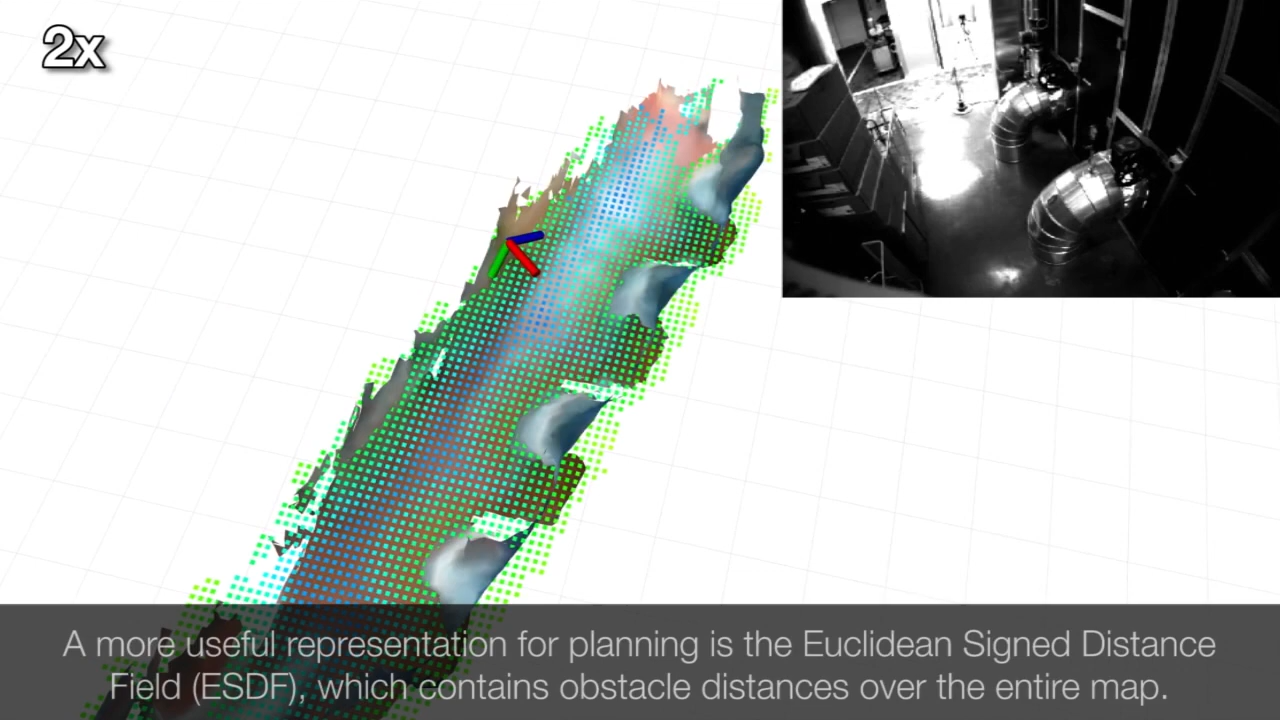 2x
A more useful representation for planning is the Euclidean Signed Distance
Field (ESDF), which contains obstacle distances over the entire map.